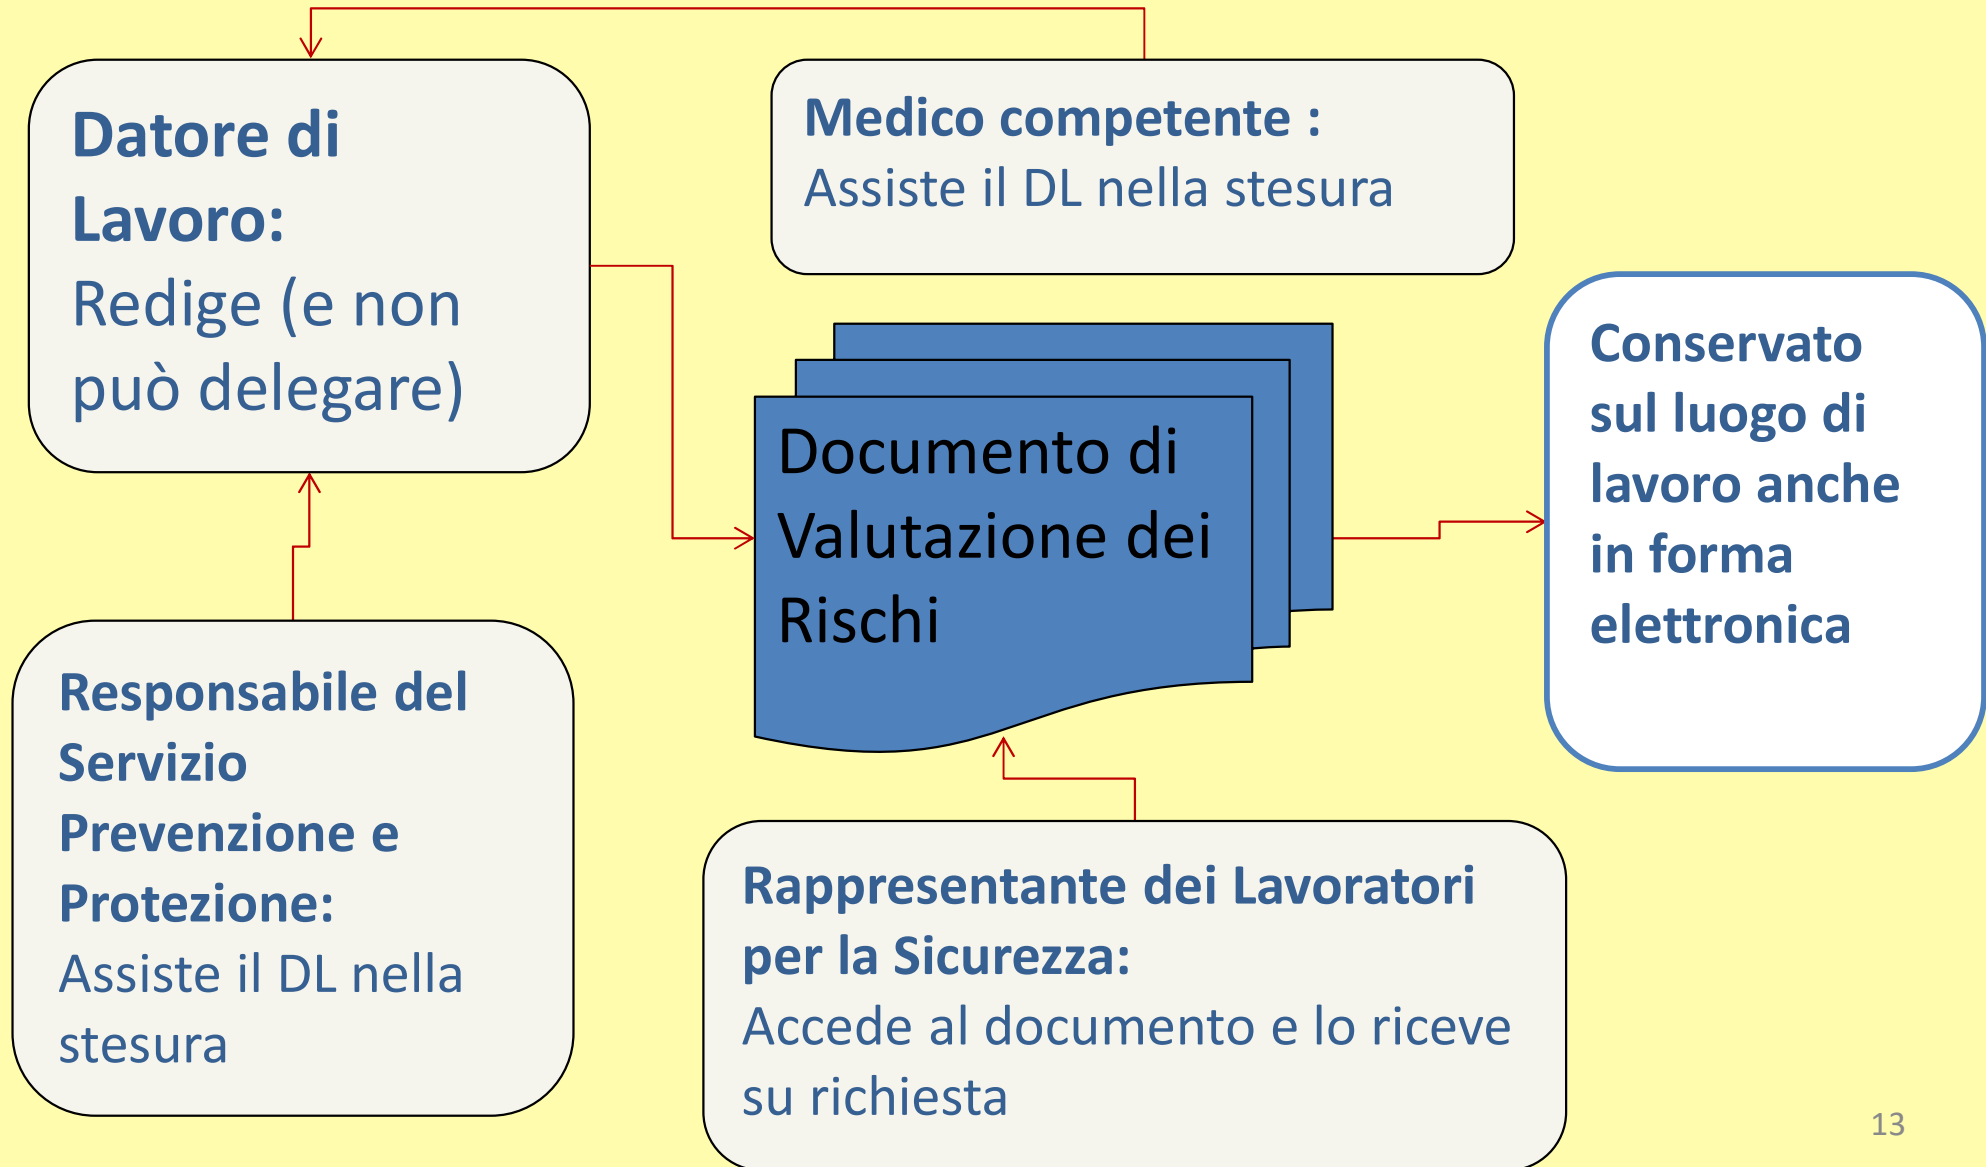 Datore di
Lavoro:
Redige (e non
può delegare)
Medico competente :
Assiste il DL nella stesura
Documento di
Valutazione dei
Rischi
Conservato
sul luogo di
lavoro anche
in forma
elettronica
Responsabile del
Servizio
Prevenzione e
Protezione:
Assiste il DL nella
stesura
Rappresentante dei Lavoratori
per la Sicurezza:
Accede al documento e lo riceve
su richiesta
13